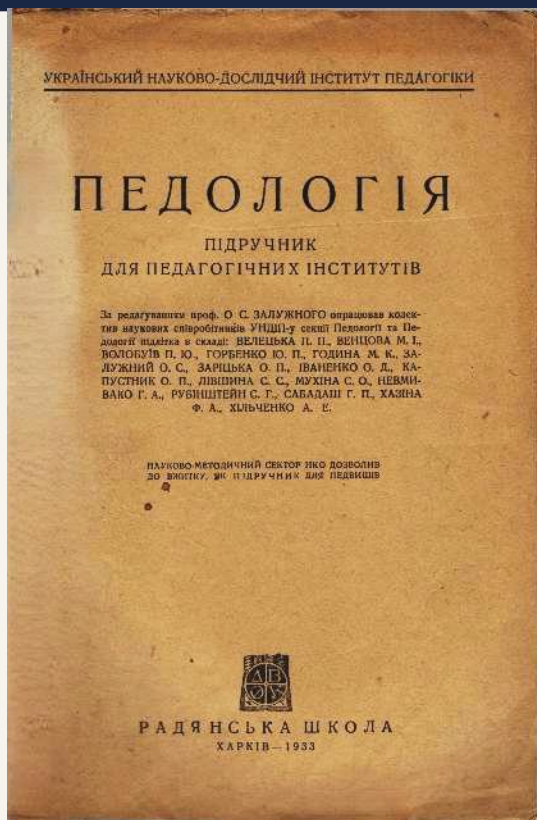 УКРАЇНСЬКИЙ НАУКОВО-ДОСЛІДЧИЙ ІНСТИТУТ ПЕДАГОГІКИ
ПЕДОЛОГІЯ
ПІДРУЧНИК
ДЛЯ ПЕДАГОГІЧНИХ ІНСТИТУТІВ
За редагуванням проф. О С. ЗАЛУЖНОГО опрацював колек-
тив наукових співробітників УНДІП-у секції Педології та Пе-
дології підлітка в складі: ВЕЛЕЦЬКА П. П., ВЕНЦОВА М. І.,
ВОЛОБУЇВ П. Ю., ГОРБЕНКО Ю. П., ГОДИНА М. К., ЗА-
ЛУЖНИЙ О. С., ЗАРІЦЬКА О. П., ІВАНЕНКО О. Д., КА-
ПУСТНИК О. П., ЛІВШИНА С. С., МУХІНА С. О., НЕВМИ-
ВАКО Г. А., РУБІНШТЕЙН С. Г., САБАДАШ Г. П., ХАЗІНА
Ф. А., ХІЛЬЧЕНКО А. Е.
НАУКОВО-МЕТОДИЧНИЙ СЕКТОР НКО ДОЗВОЛИВ
ДО ВЖИТКУ, ЯК ПІДРУЧНИК ДЛЯ ПЕДВИШІВ
РАДЯНСЬКА ШКОЛА
ХАРКІВ—1933